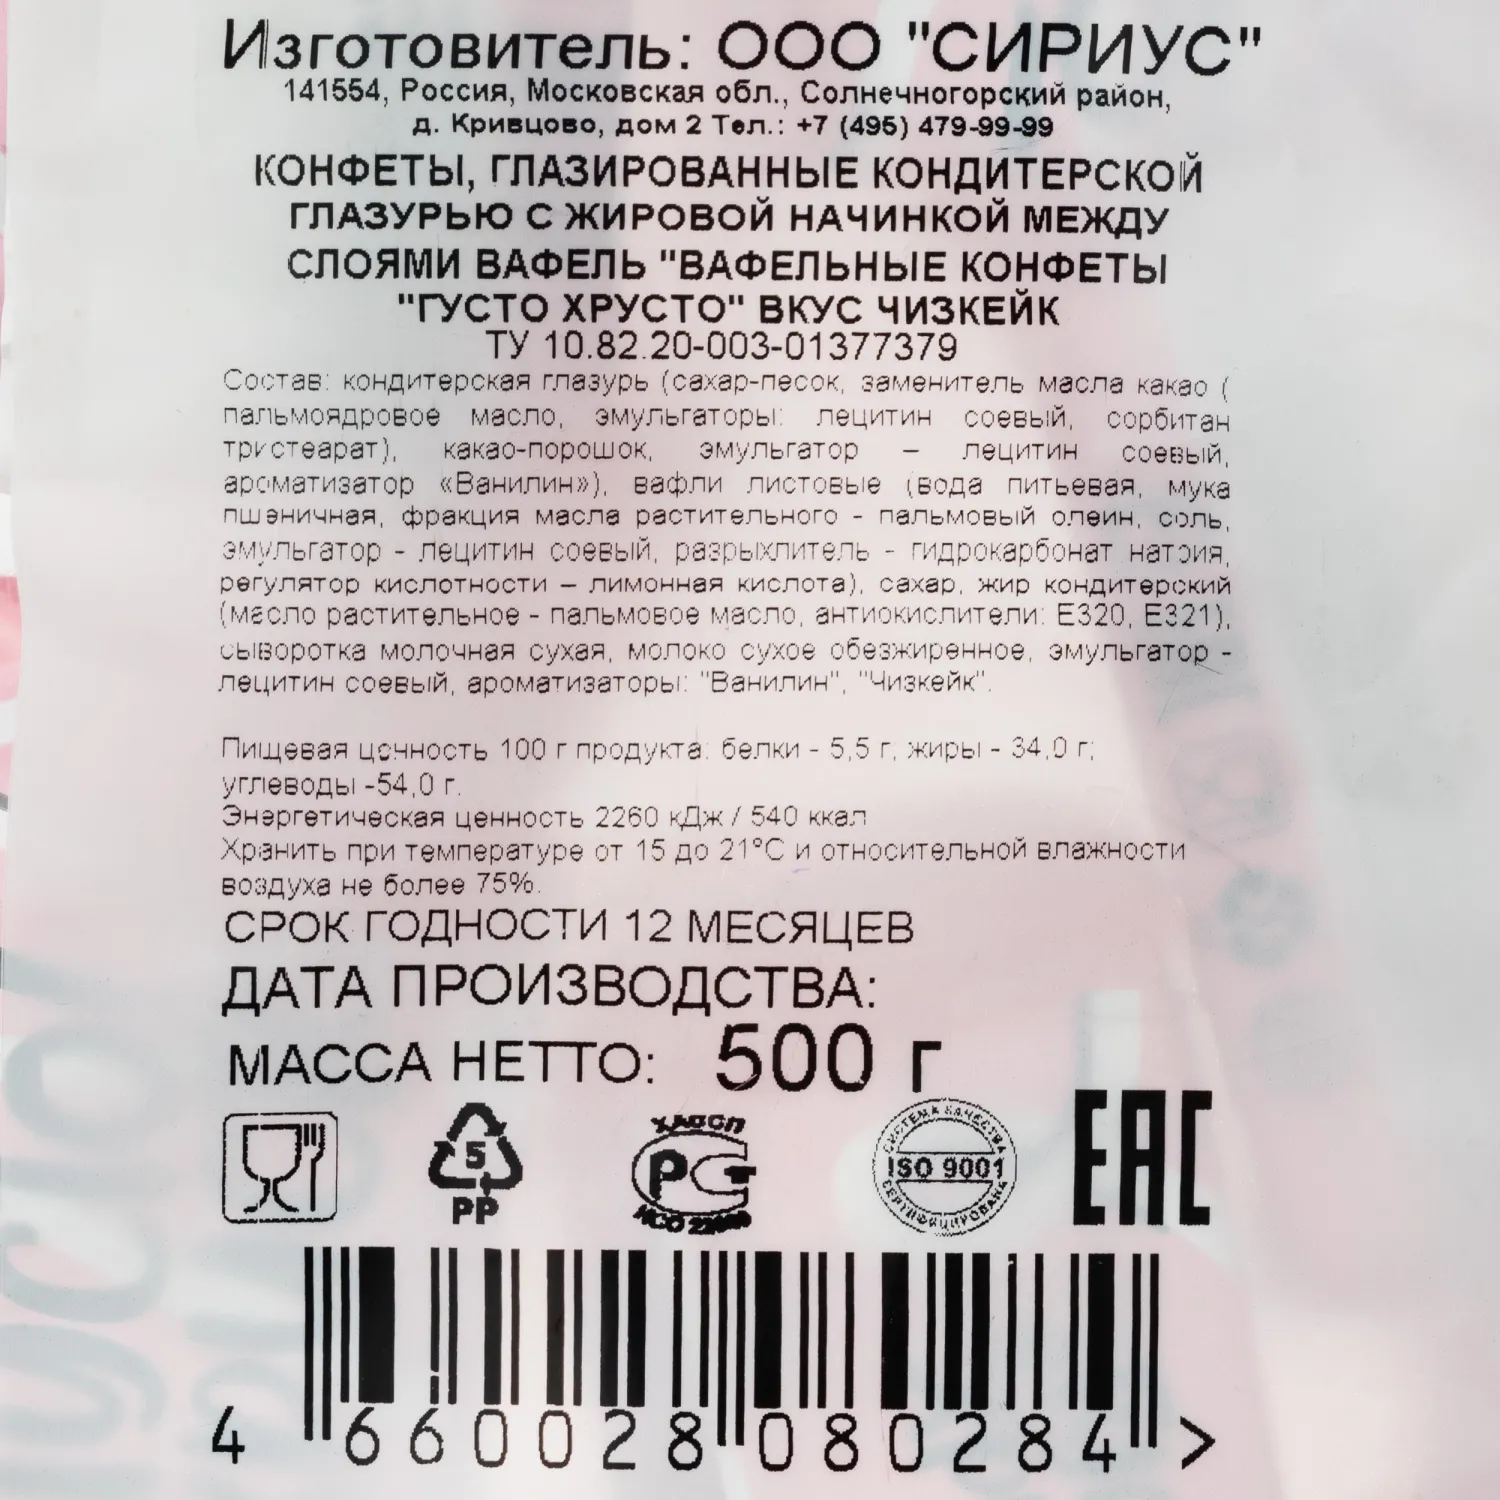 Изготовитель: ООО "СИРИУС"
141554, Россия, Московская обл., Солнечногорский район,
д. Кривцово, дом 2 Тел.: +7 (495) 479-99-99
КОНФЕТЫ, ГЛАЗИРОВАННЫЕ КОНДИТЕРСКОЙ
ГЛАЗУРЬЮ С ЖИРОВОЙ НАЧИНКОЙ МЕЖДУ
СЛОЯМИ ВАФЕЛЬ "ВАФЕЛЬНЫЕ КОНФЕТЫ
"ГУСТО ХРУСТО" ВКУС ЧИЗКЕЙК
ТУ 10.82.20-003-01377379
Состав: кондитерская глазурь (сахар-песок, заменитель масла какао (
пальмоядровое масло, эмульгаторы: лецитин соевый, сорбитан
тристеарат), какао-порошок, эмульгатор – лецитин соевый,
ароматизатор «Ванилин»), вафли листовые (вода питьевая, мука
пшеничная, фракция масла растительного - пальмовый олеин, соль,
эмульгатор - лецитин соевый, разрыхлитель - гидрокарбонат натрия,
регулятор кислотности – лимонная кислота), сахар, жир кондитерский
(масло растительное - пальмовое масло, антиокислители: Е320, Е321),
сыворотка молочная сухая, молоко сухое обезжиренное, эмульгатор -
лецитин соевый, ароматизаторы: "Ванилин", "Чизкейк".
Пищевая ценность 100 г продукта: белки - 5,5 г, жиры - 34,0 г;
углеводы -54,0 г.
Энергетическая ценность 2260 кДж / 540 ккал
Хранить при температуре от 15 до 21°С и относительной влажности
воздуха не более 75%.
СРОК ГОДНОСТИ 12 МЕСЯЦЕВ
ДАТА ПРОИЗВОДСТВА:
МАССА НЕТТО: 500 г
5
PP
ХАССП
РСТ
ИСО 22000
СИСТЕМА КАЧЕСТВА
ISO 9001
СЕРТИФИЦИРОВАНА
EAC
4 660028 080284 >